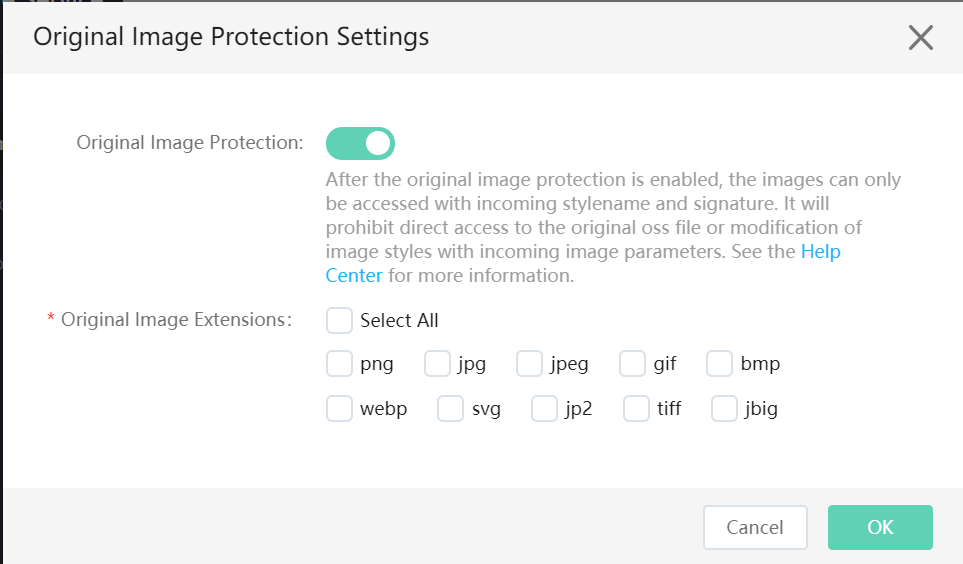 Original Image Protection Settings
Original Image Protection:
After the original image protection is enabled, the images can only
be accessed with incoming stylename and signature. It will
prohibit direct access to the original oss file or modification of
image styles with incoming image parameters. See the Help
Center for more information.
* Original Image Extensions:
Select All
png jpg jpeg gif bmp
webp svg jp2 tiff jbig
Cancel OK